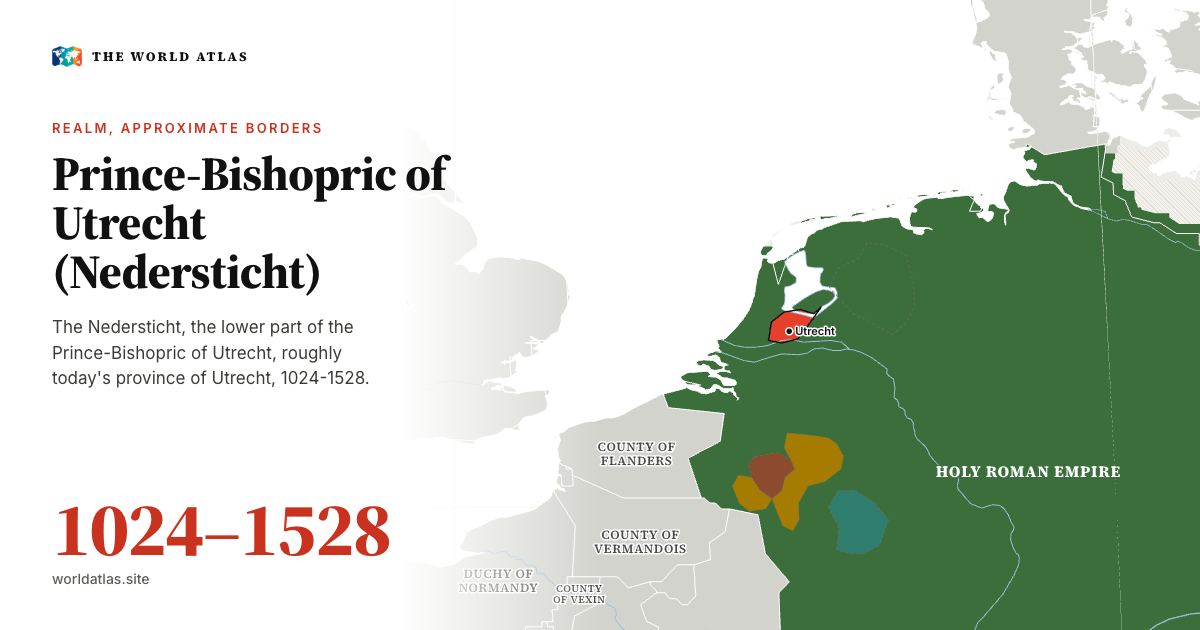 THE WORLD ATLAS
REALM, APPROXIMATE BORDERS
Prince-Bishopric of
Utrecht
(Nedersticht)
The Nedersticht, the lower part of the
Prince-Bishopric of Utrecht, roughly
today's province of Utrecht, 1024-1528.
1024–1528
worldatlas.site
Utrecht
COUNTY OF
FLANDERS
HOLY ROMAN EMPIRE
COUNTY OF
VERMANDOIS
DUCHY OF
NORMANDY
COUNTY
OF VEXIN